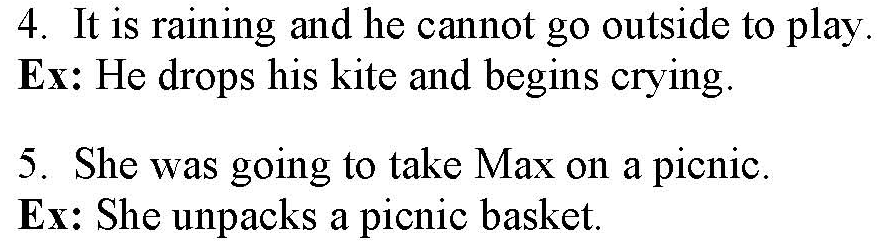 4. It is raining and he cannot go outside to play.
Ex: He drops his kite and begins crying.
5. She was going to take Max on a picnic.
Ex: She unpacks a picnic basket.